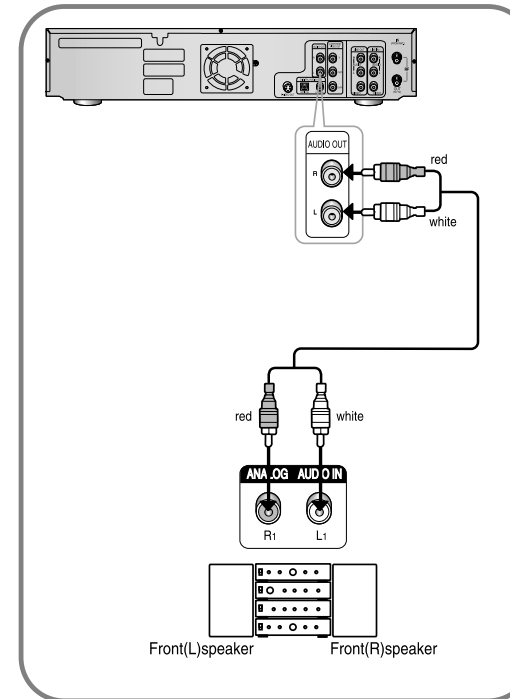 AUDIO OUT
R
red
L
white
red
white
ANALOG AUDIO IN
R1
L1
Front(L)speaker
Front(R)speaker